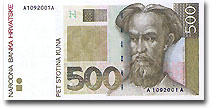 NARODNA BANKA HRVATSKE
A1092001A
500
PET STOTINA KUNA
500
A1092001A